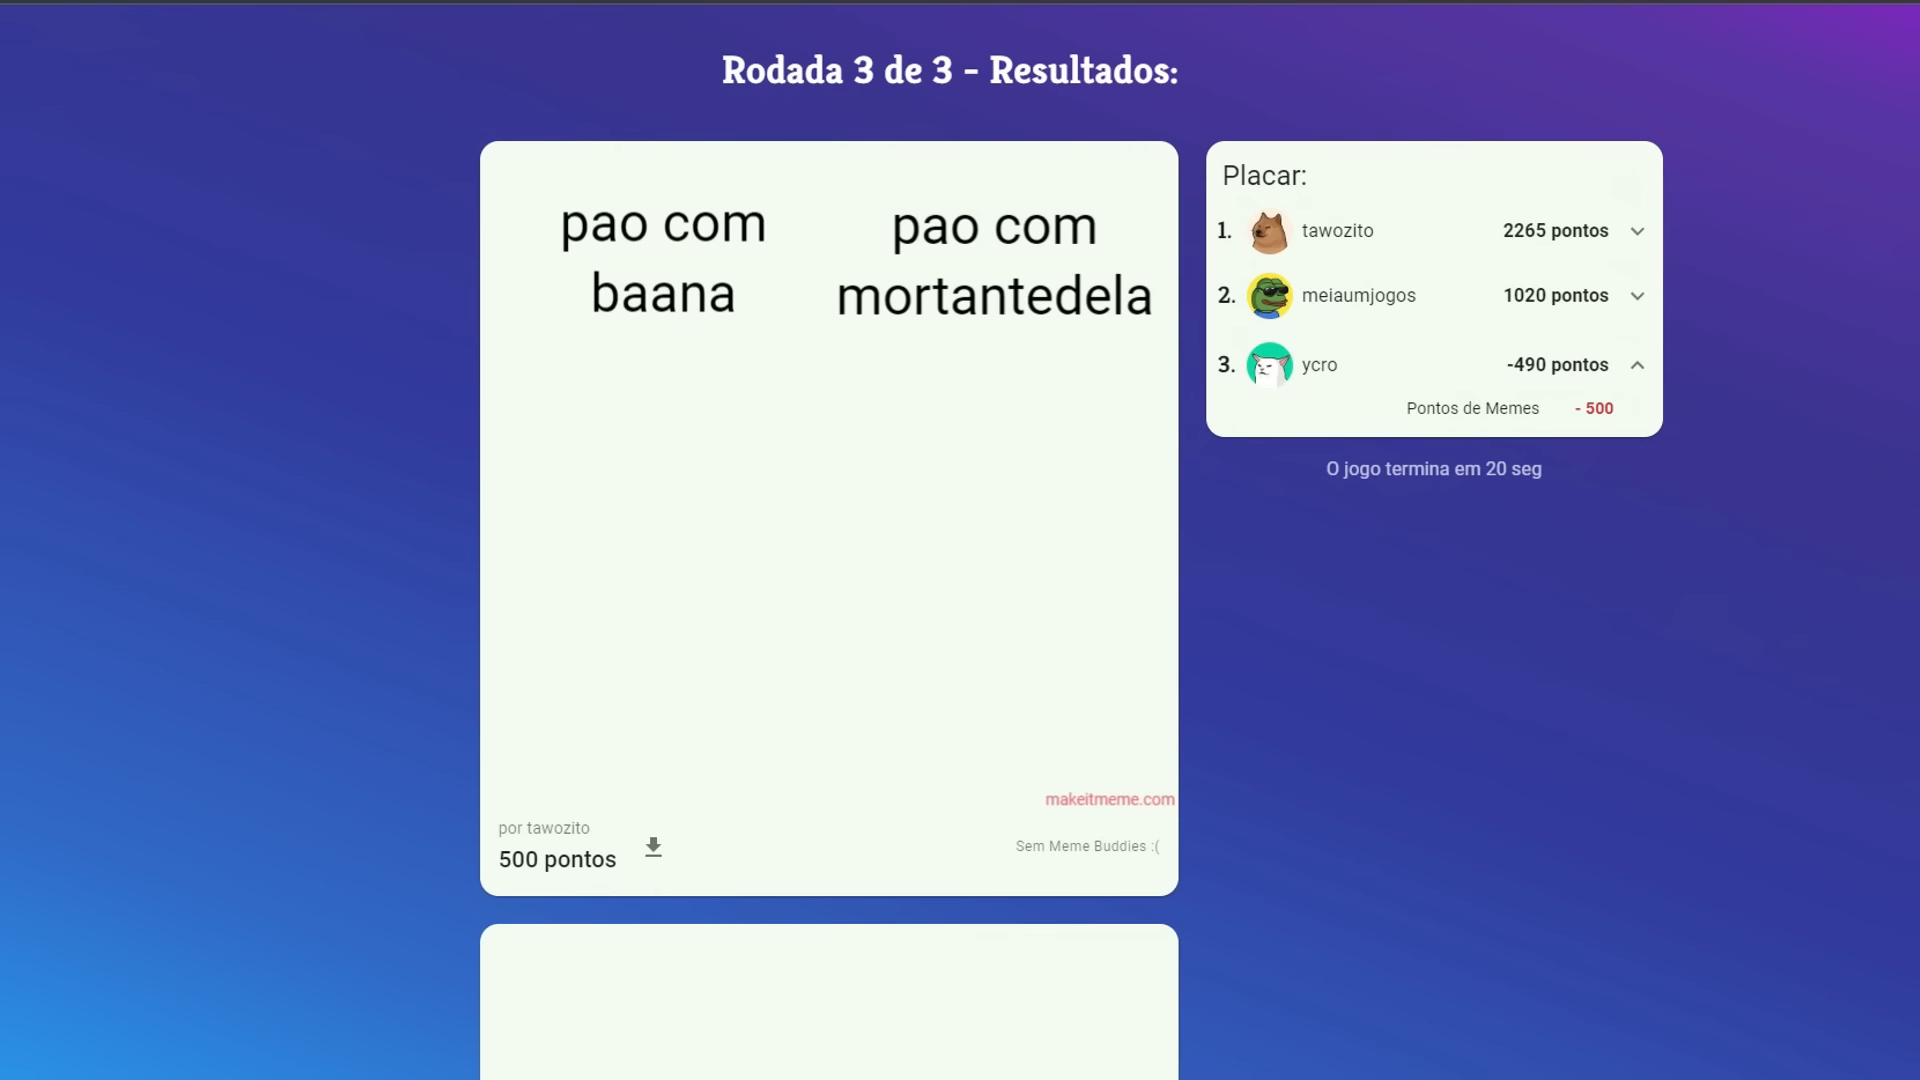 Rodada 3 de 3 - Resultados:
pao com
baana
pao com
mortantedela
makeitmeme.com
por tawozito
500 pontos
Sem Meme Buddies :(
Placar:
1. tawozito 2265 pontos
2. meiaumjogos 1020 pontos
3. ycro -490 pontos
Pontos de Memes - 500
O jogo termina em 20 seg